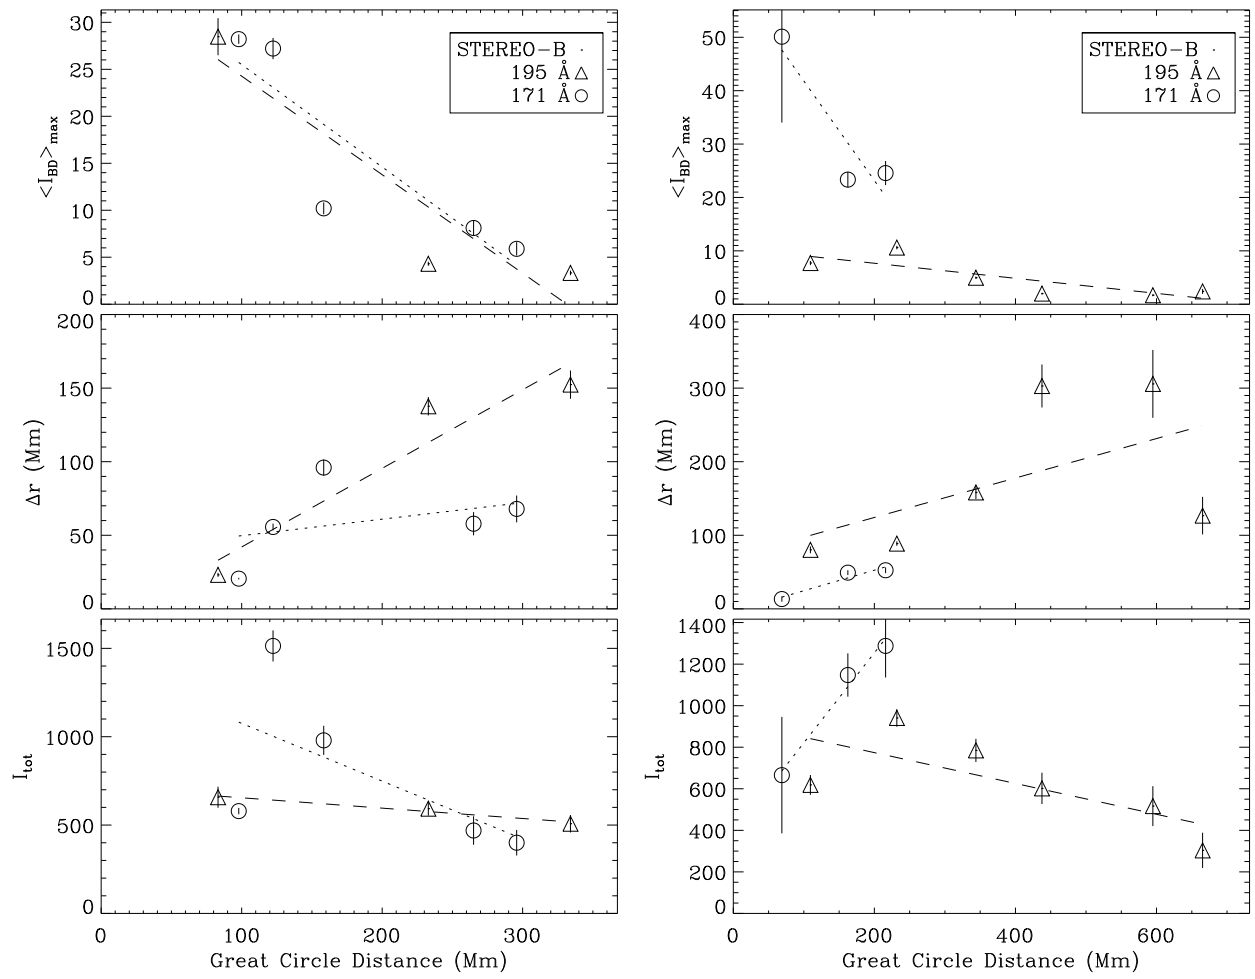 30
25
20
15
10
5
0
<I_BD>_max
STEREO-B
195 Å
171 Å
50
40
30
20
10
0
<I_BD>_max
STEREO-B
195 Å
171 Å
200
150
100
50
0
Δr (Mm)
400
300
200
100
0
Δr (Mm)
1500
1000
500
0
I_tot
0 100 200 300
Great Circle Distance (Mm)
1400
1200
1000
800
600
400
200
0
I_tot
0 200 400 600
Great Circle Distance (Mm)